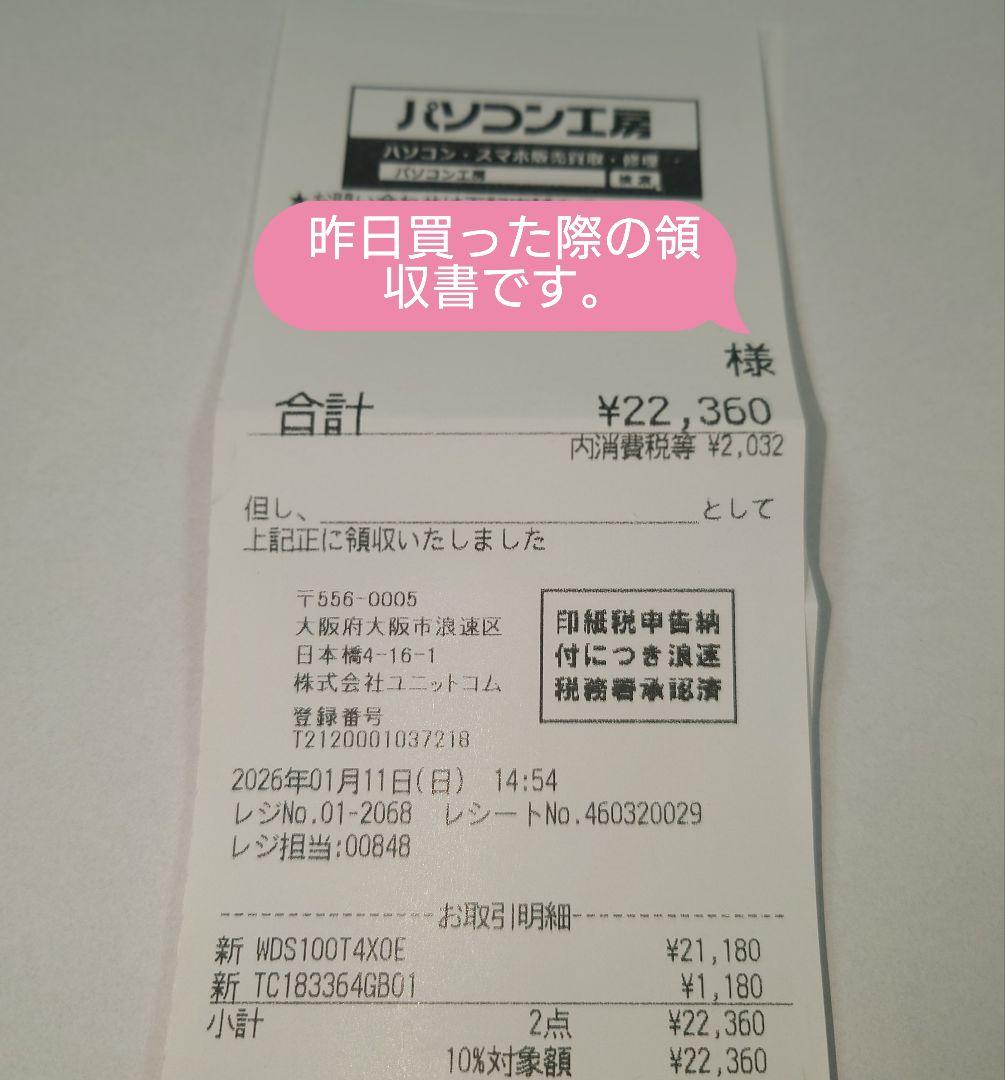 パソコン工房
パソコン・スマホ販売買取・修理
パソコン工房 検索
昨日買った際の領
収書です。
様
合計 ¥22,360
内消費税等 ¥2,032
但し、 として
上記正に領収いたしました
〒556-0005
大阪府大阪市浪速区
日本橋4-16-1
株式会社ユニットコム
登録番号
T2120001037218
印紙税申告納
付につき浪速
税務署承認済
2026年01月11日(日) 14:54
レジNo.01-2068 レシートNo.460320029
レジ担当:00848
お取引明細
新 WDS100T4X0E ¥21,180
新 TC183364GB01 ¥1,180
小計 2点 ¥22,360
10%対象額 ¥22,360